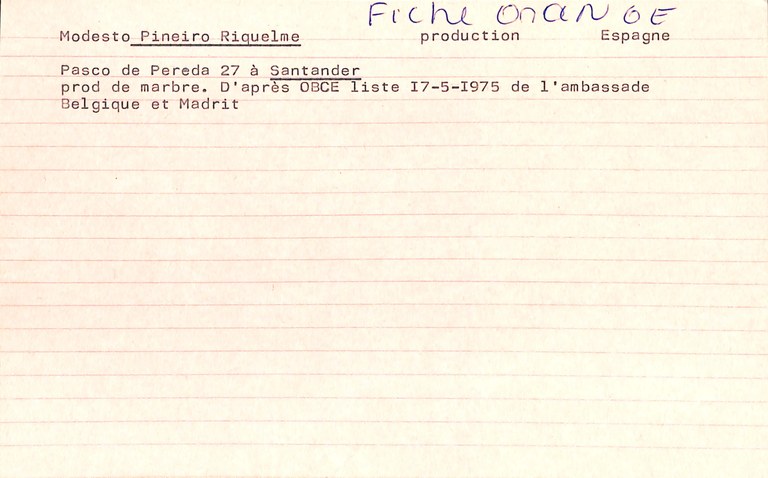 Fiche ORANGE
Modesto Pineiro Riquelme production Espagne
Pasco de Pereda 27 à Santander
prod de marbre. D'après OBCE liste I7-5-I975 de l'ambassade
Belgique et Madrit